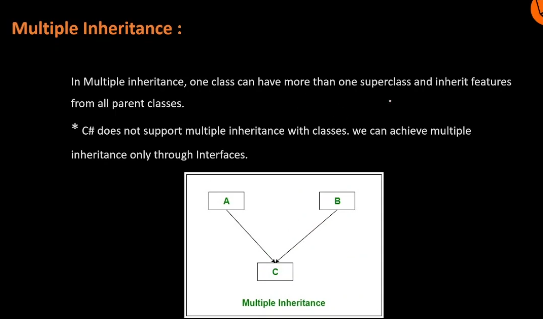 Multiple Inheritance :
In Multiple inheritance, one class can have more than one superclass and inherit features
from all parent classes.
* C# does not support multiple inheritance with classes. we can achieve multiple
inheritance only through Interfaces.
A B
C
Multiple Inheritance